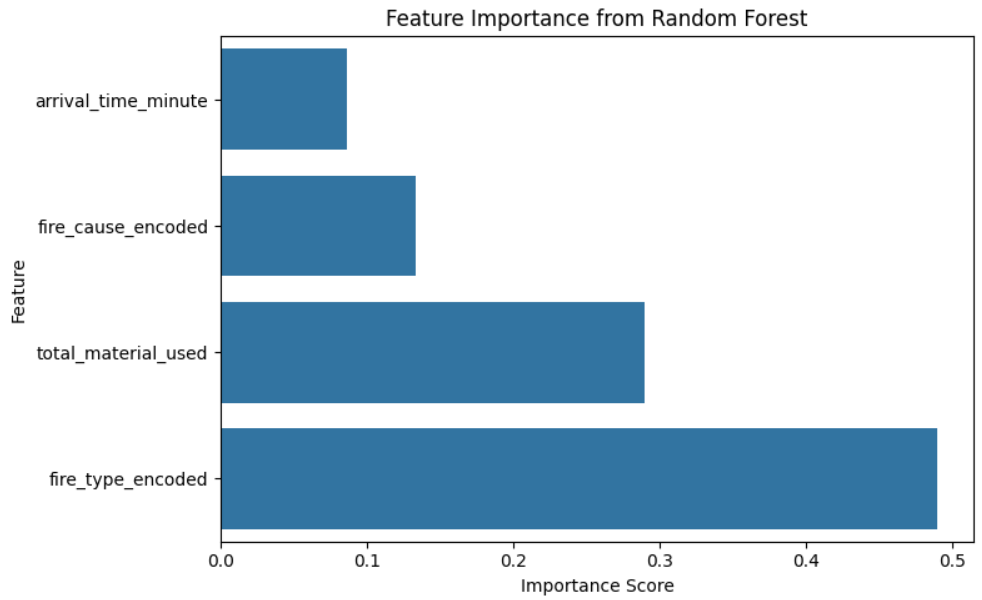 Feature Importance from Random Forest
arrival_time_minute
fire_cause_encoded
Feature
total_material_used
fire_type_encoded
0.0 0.1 0.2 0.3 0.4 0.5
Importance Score